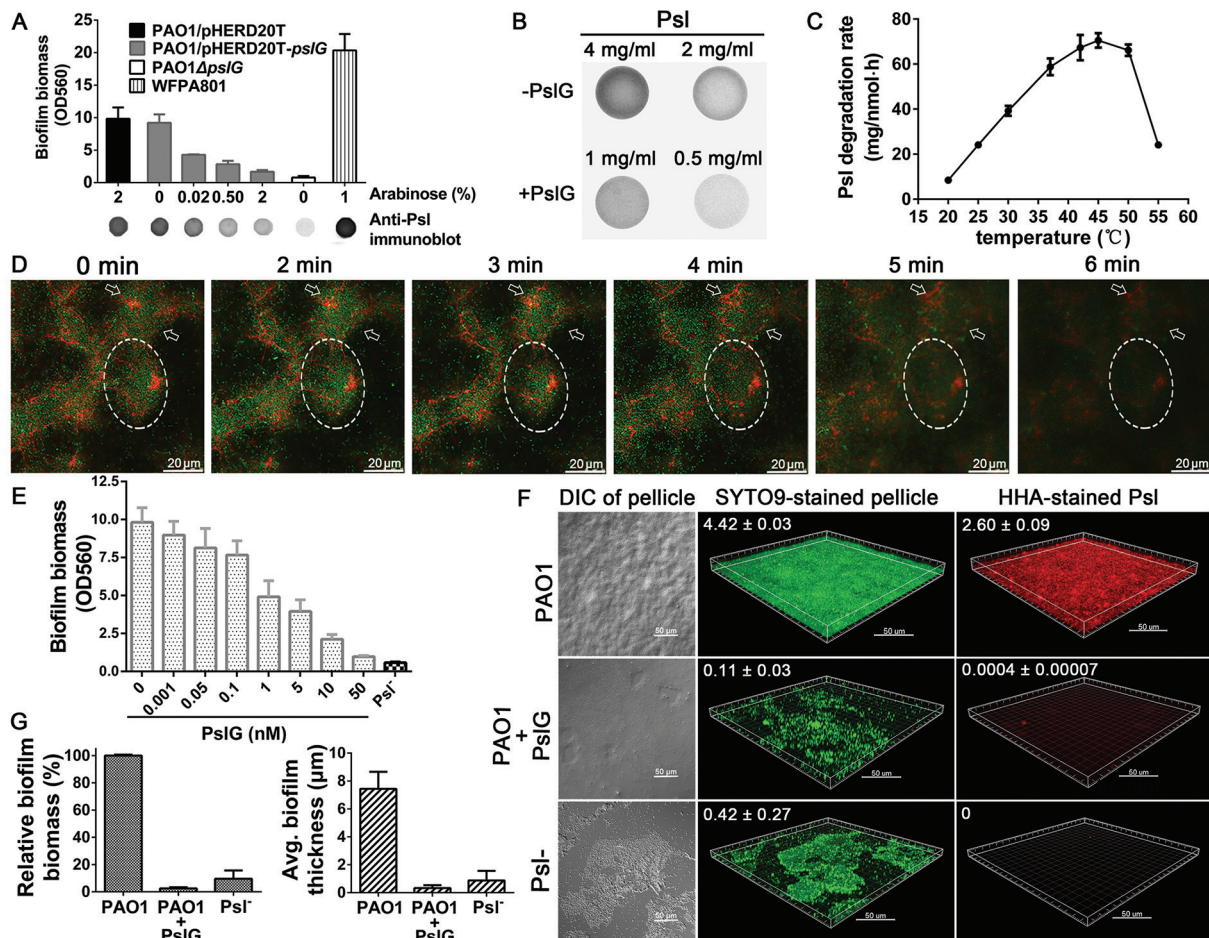 A
Biofilm biomass
(OD560)
25
20
15
10
5
0
PAO1/pHERD20T
PAO1/pHERD20T-pslG
PAO1ΔpslG
WFPA801
2 0 0.02 0.50 2 0 1 Arabinose (%)
Anti-Psl
immunoblot
B
Psl
4 mg/ml 2 mg/ml
-PslG
1 mg/ml 0.5 mg/ml
+PslG
C
Psl degradation rate
(mg/nmol·h)
80
60
40
20
0
15 20 25 30 35 40 45 50 55 60
temperature (℃)
D
0 min 2 min 3 min 4 min 5 min 6 min
20 μm 20 μm 20 μm 20 μm 20 μm 20 μm
E
Biofilm biomass
(OD560)
12.5
10.0
7.5
5.0
2.5
0.0
0 0.001 0.05 0.1 1 5 10 50 Psl⁻
PslG (nM)
F
DIC of pellicle SYTO9-stained pellicle HHA-stained Psl
PAO1
50 μm
4.42 ± 0.03
50 um
2.60 ± 0.09
50 um
PAO1
+
PslG
50 μm
0.11 ± 0.03
50 um
0.0004 ± 0.00007
50 um
Psl-
50 μm
0.42 ± 0.27
50 um
0
50 um
G
Relative biofilm
biomass (%)
100
80
60
40
20
0
PAO1 PAO1 Psl⁻
+
PslG
Avg. biofilm
thickness (μm)
10
8
6
4
2
0
PAO1 PAO1 Psl⁻
+
PslG